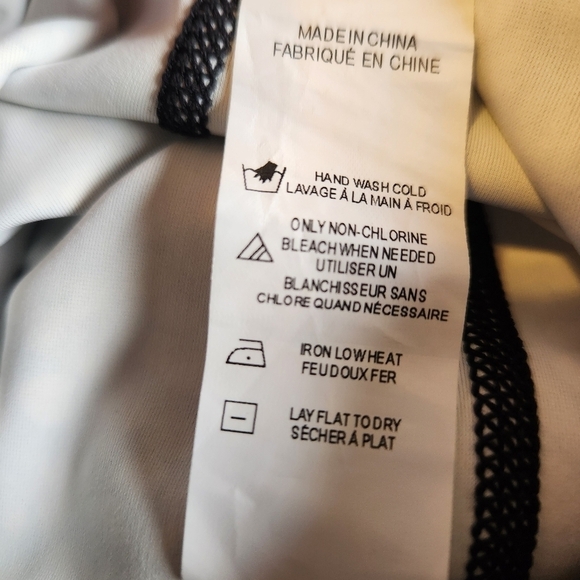 MADE IN CHINA
FABRIQUÉ EN CHINE
HAND WASH COLD
LAVAGE Á LA MAIN Á FROID
ONLY NON-CHLORINE
BLEACH WHEN NEEDED
UTILISER UN
BLANCHISSEUR SANS
CHLORE QUAND NÉCESSAIRE
IRON LOW HEAT
FEU DOUX FER
LAY FLAT TO DRY
SÉCHER Á PLAT